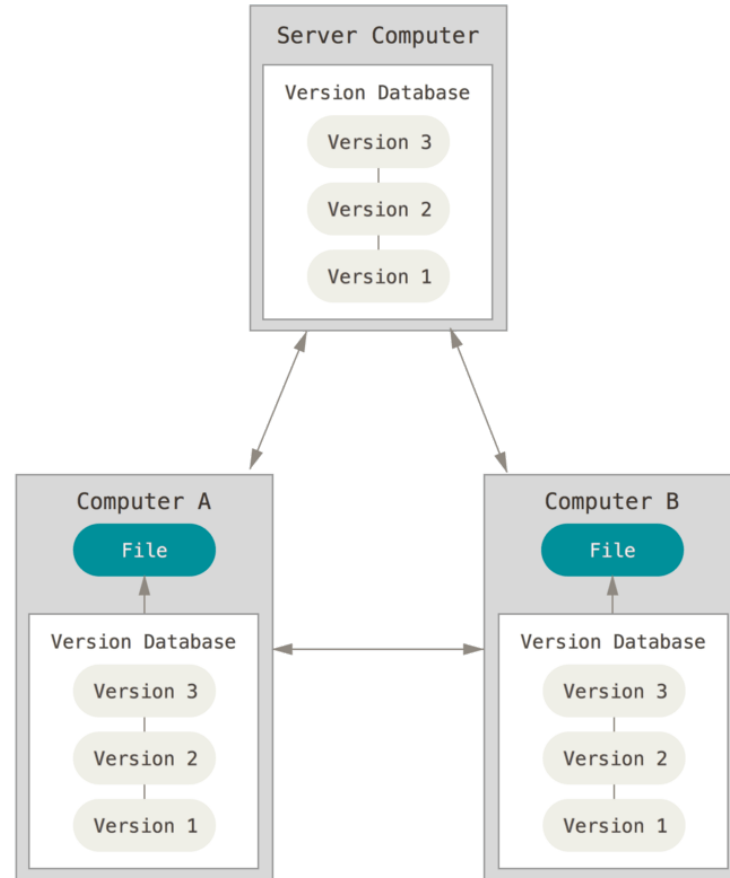 Server Computer
Version Database
Version 3
Version 2
Version 1
Computer A
File
Version Database
Version 3
Version 2
Version 1
Computer B
File
Version Database
Version 3
Version 2
Version 1